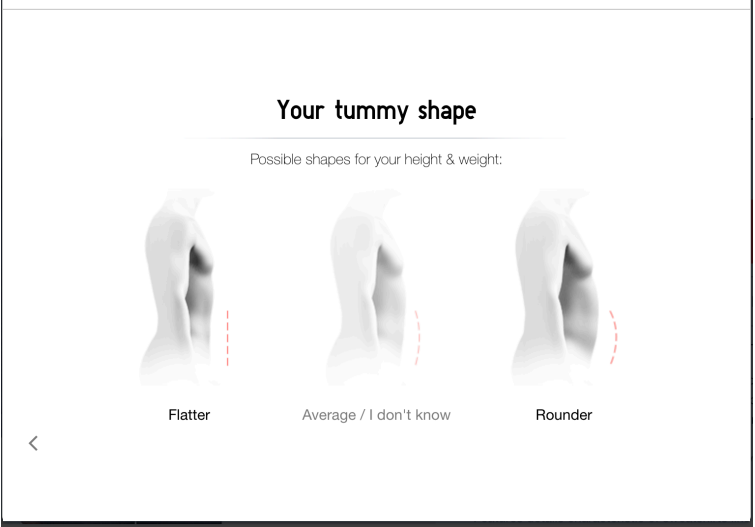 Your tummy shape
Possible shapes for your height & weight:
Flatter
Average / I don't know
Rounder